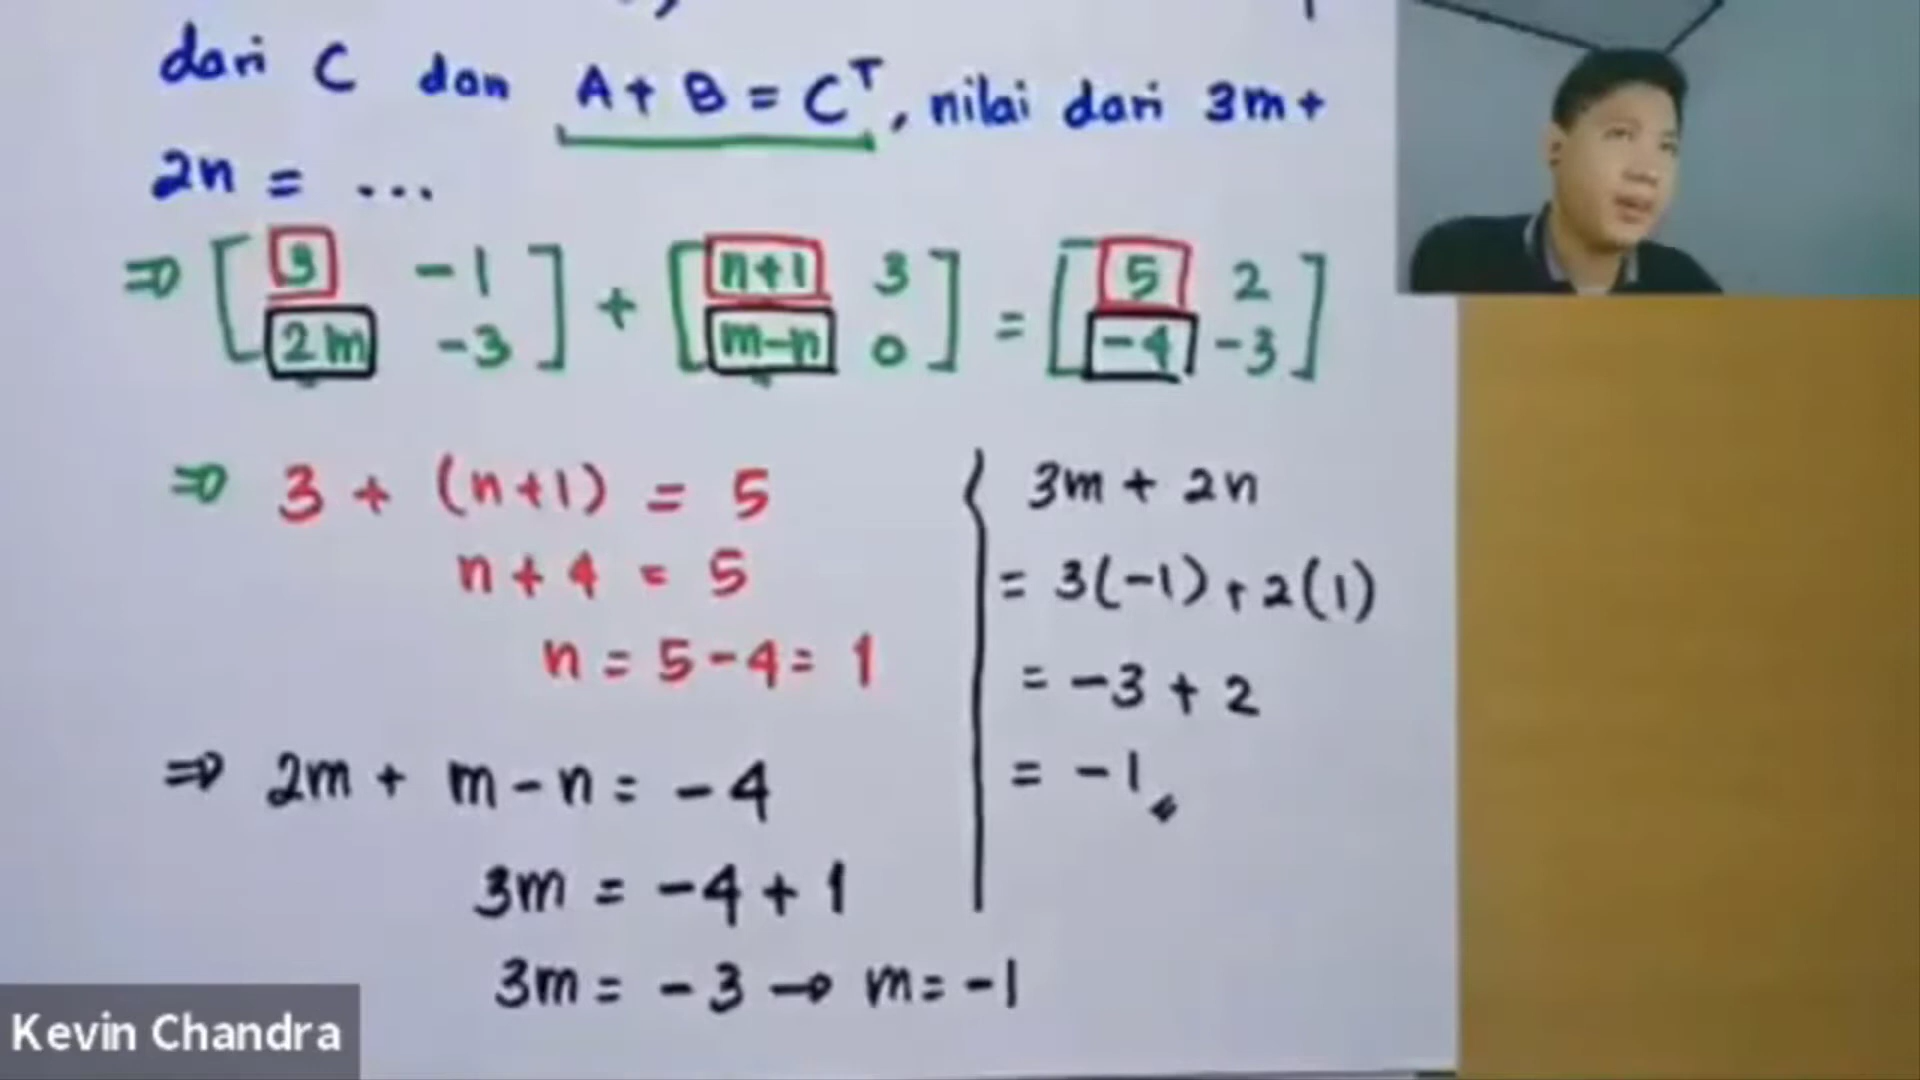 dari C dan A + B = Cᵀ, nilai dari 3m +
2n = ...
⇒ [ 3 -1 ] + [ n+1 3 ] = [ 5 2 ]
[ 2m -3 ] [ m-n 0 ] [ -4 -3 ]
⇒ 3 + (n+1) = 5
n + 4 = 5
n = 5 - 4 = 1
⇒ 2m + m - n = -4
3m = -4 + 1
3m = -3 → m = -1
3m + 2n
= 3(-1) + 2(1)
= -3 + 2
= -1
Kevin Chandra